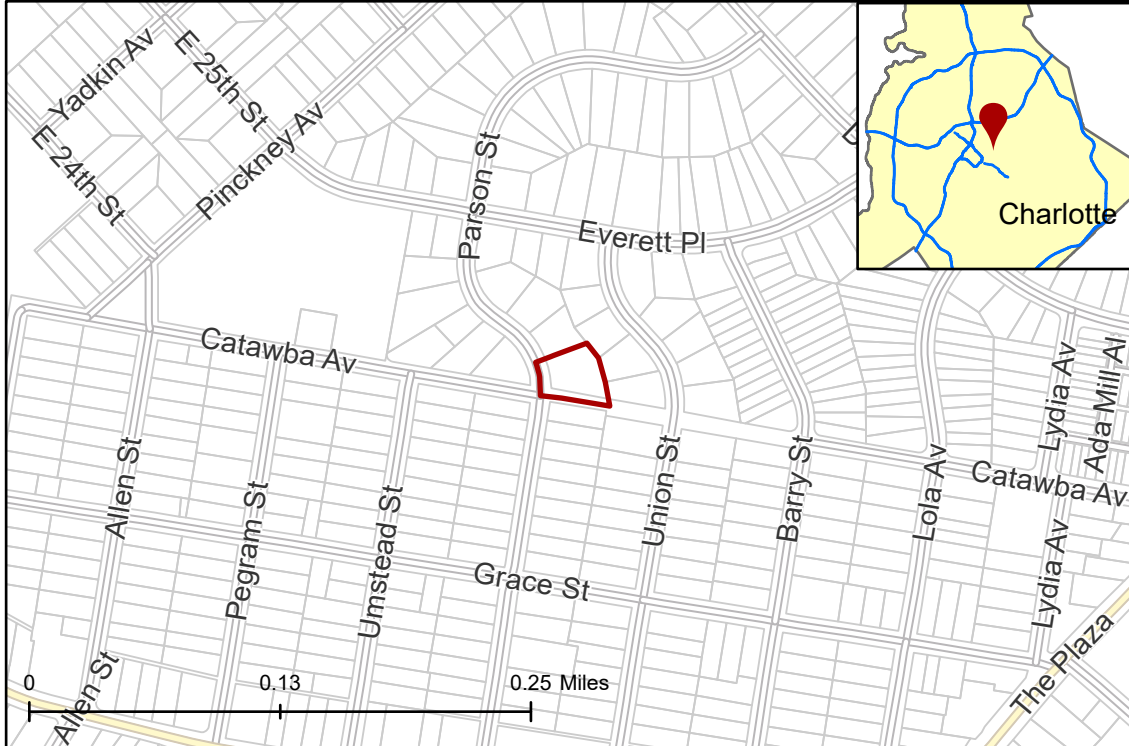 Yadkin Av
E 25th St
E 24th St
Pinckney Av
Parson St
Everett Pl
Charlotte
Catawba Av
Allen St
Pegram St
Umstead St
Grace St
Union St
Barry St
Lola Av
Catawba Av
Lydia Av
Ada Mill Al
Lydia Av
The Plaza
Allen St
0
0.13
0.25 Miles